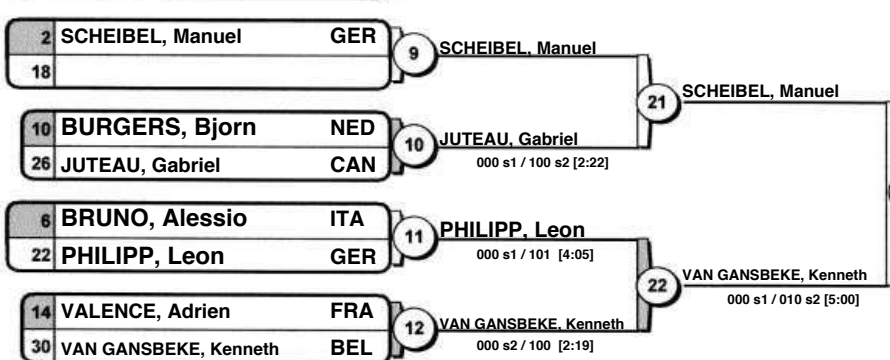 2 SCHEIBEL, Manuel GER
18
9 SCHEIBEL, Manuel
10 BURGERS, Bjorn NED
26 JUTEAU, Gabriel CAN
10 JUTEAU, Gabriel
000 s1 / 100 s2 [2:22]
21 SCHEIBEL, Manuel
6 BRUNO, Alessio ITA
22 PHILIPP, Leon GER
11 PHILIPP, Leon
000 s1 / 101 [4:05]
14 VALENCE, Adrien FRA
30 VAN GANSBEKE, Kenneth BEL
12 VAN GANSBEKE, Kenneth
000 s2 / 100 [2:19]
22 VAN GANSBEKE, Kenneth
000 s1 / 010 s2 [5:00]